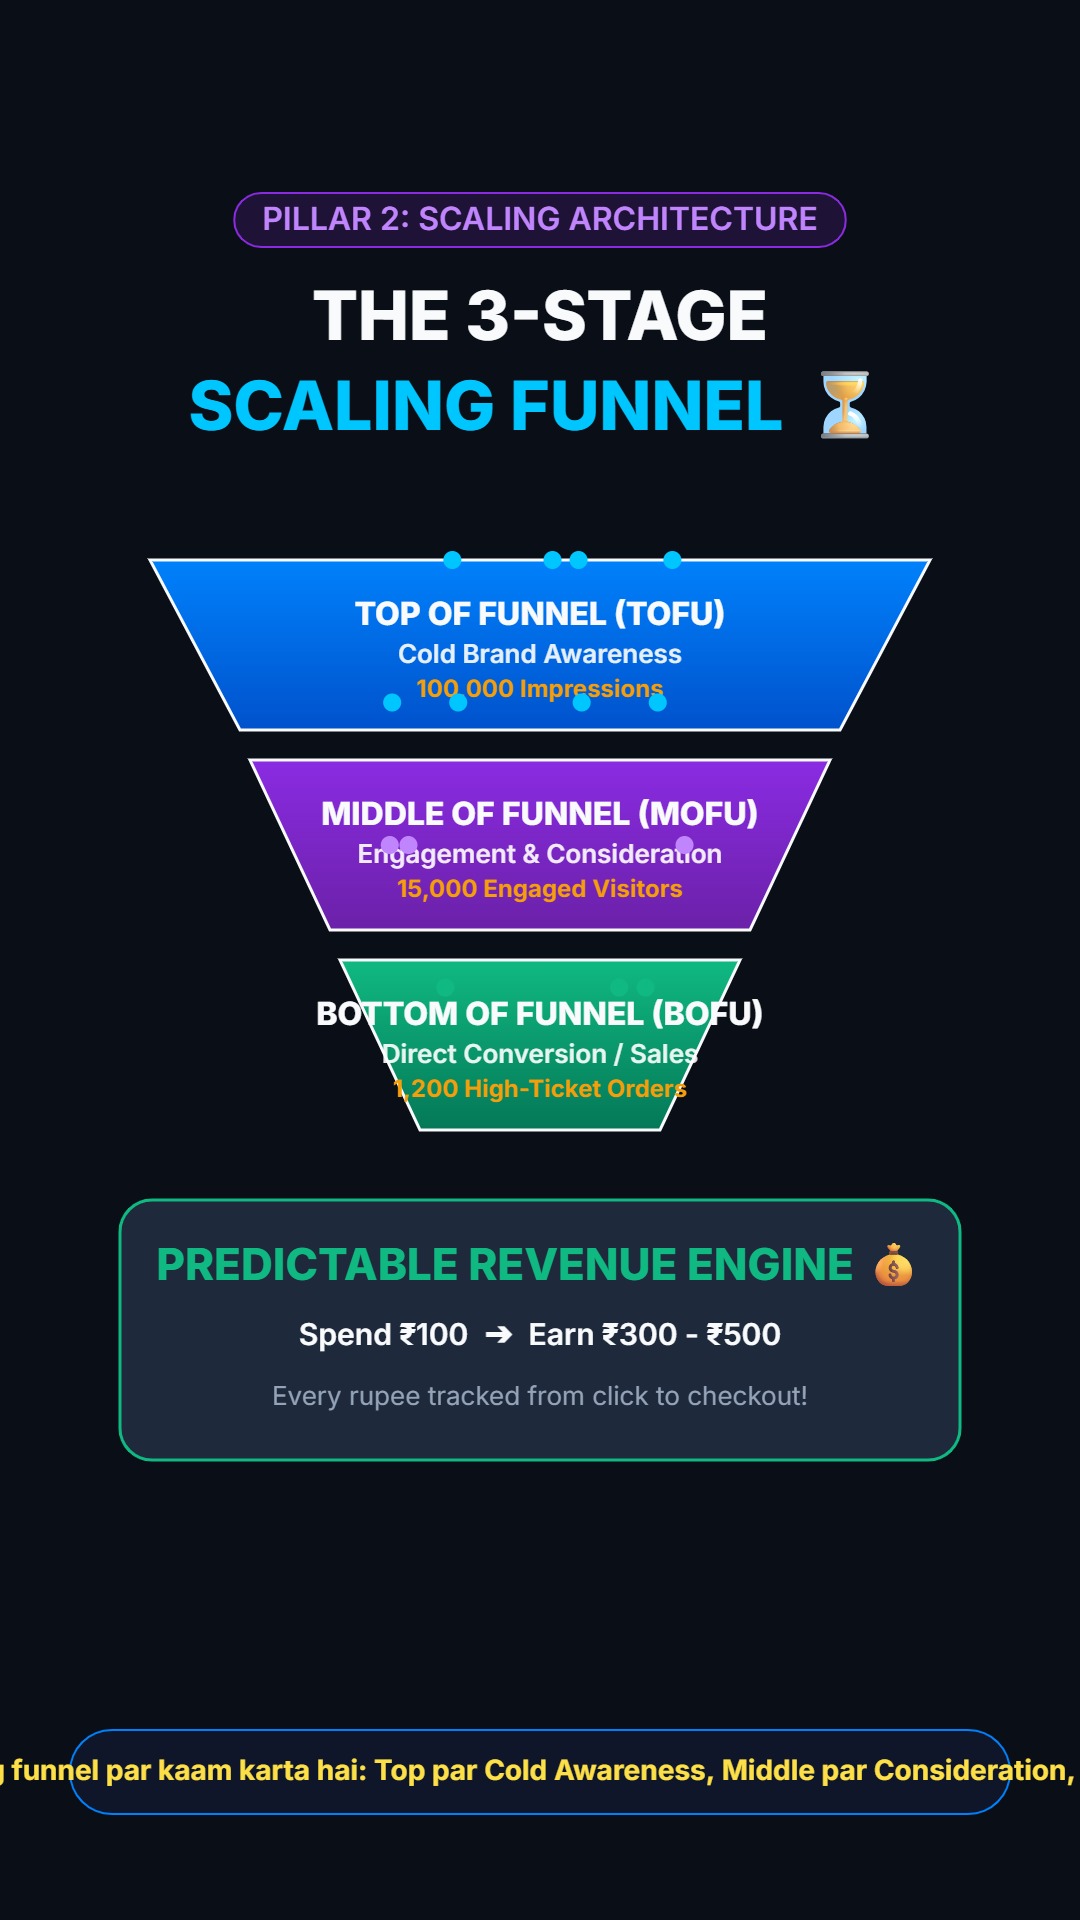 PILLAR 2: SCALING ARCHITECTURE
THE 3-STAGE
SCALING FUNNEL ⏳
TOP OF FUNNEL (TOFU)
Cold Brand Awareness
100,000 Impressions
MIDDLE OF FUNNEL (MOFU)
Engagement & Consideration
15,000 Engaged Visitors
BOTTOM OF FUNNEL (BOFU)
Direct Conversion / Sales
1,200 High-Ticket Orders
PREDICTABLE REVENUE ENGINE 💰
Spend ₹100 ➔ Earn ₹300 - ₹500
Every rupee tracked from click to checkout!
funnel par kaam karta hai: Top par Cold Awareness, Middle par Consideration,